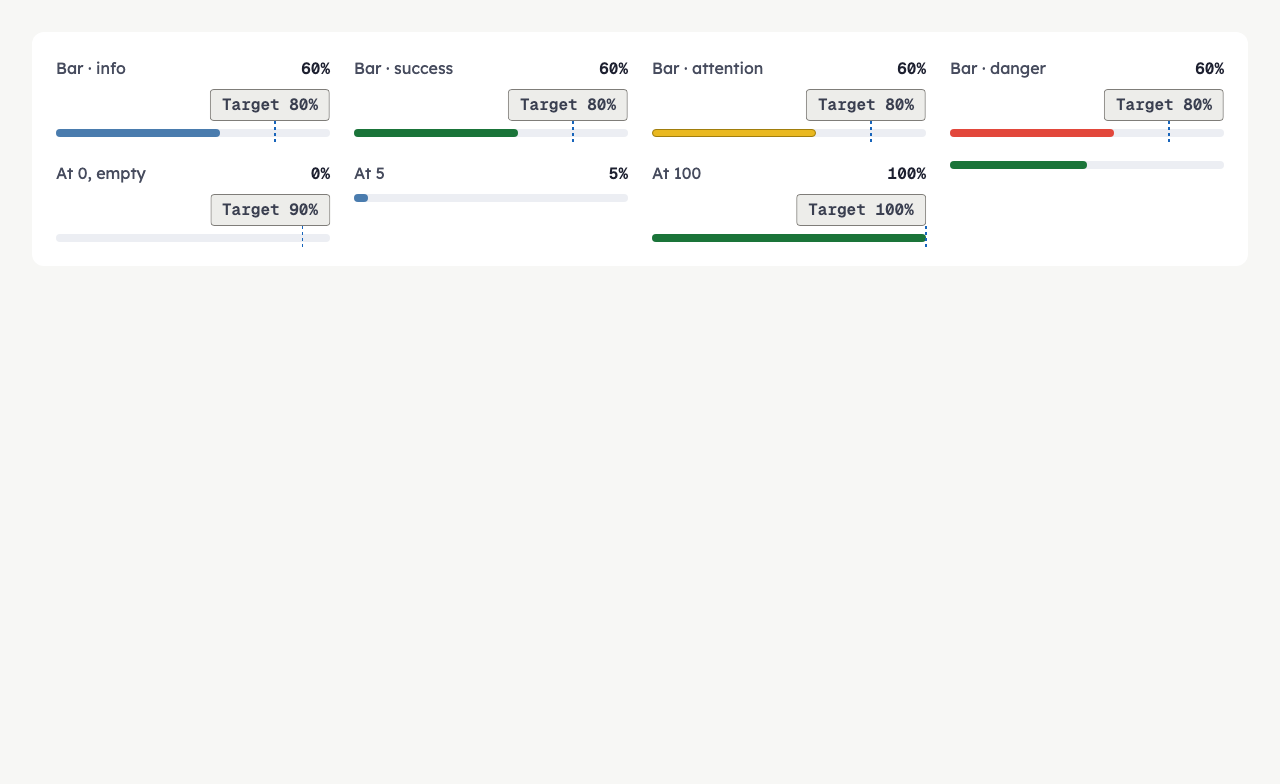 Bar · info 60%
Target 80%
Bar · success 60%
Target 80%
Bar · attention 60%
Target 80%
Bar · danger 60%
Target 80%
At 0, empty 0%
Target 90%
At 5 5%
At 100 100%
Target 100%